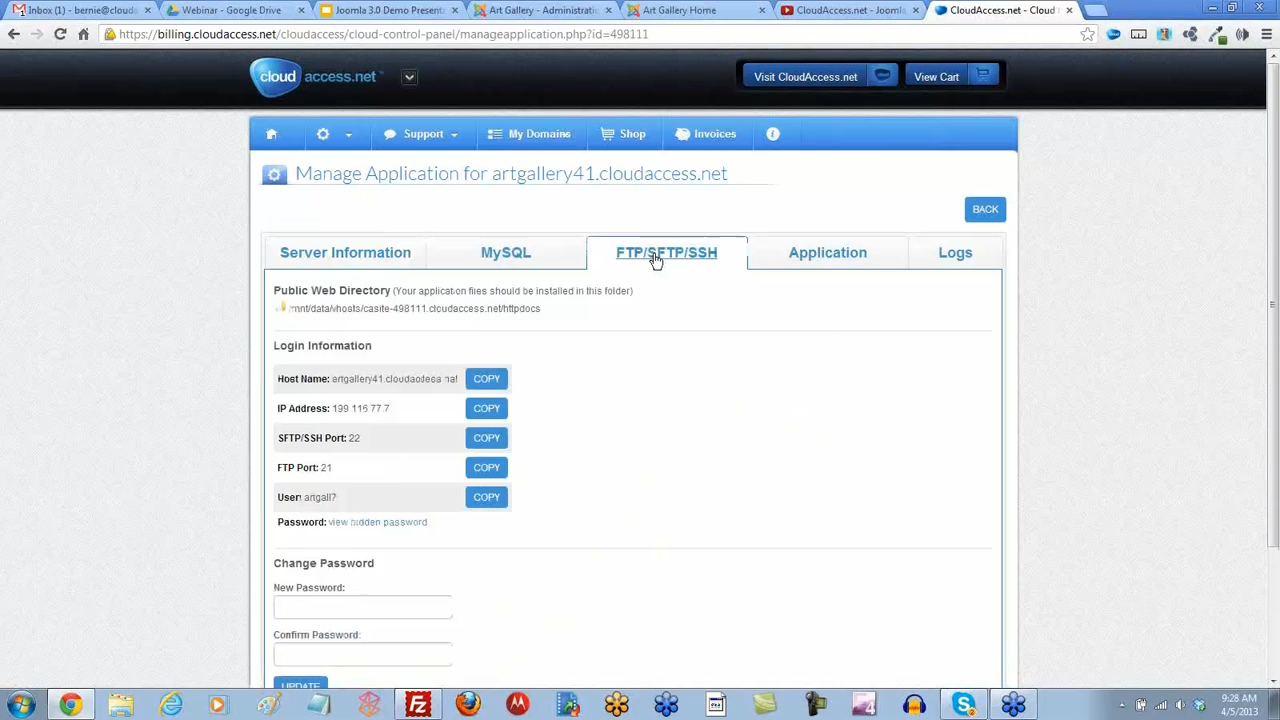 Inbox (1) - bernie@clouda
Webinar - Google Drive
Joomla 3.0 Demo Present
Art Gallery - Administrati
Art Gallery Home
CloudAccess.net - Joomla
CloudAccess.net - Cloud
https://billing.cloudaccess.net/cloudaccess/cloud-control-panel/manageapplication.php?id=498111
cloud access.net™
Visit CloudAccess.net
View Cart
Support
My Domains
Shop
Invoices
Manage Application for artgallery41.cloudaccess.net
BACK
Server Information
MySQL
FTP/SFTP/SSH
Application
Logs
Public Web Directory (Your application files should be installed in this folder)
/mnt/data/vhosts/casite-498111.cloudaccess.net/httpdocs
Login Information
Host Name: artgallery41.cloudaccess.net COPY
IP Address: 199.116.77.7 COPY
SFTP/SSH Port: 22 COPY
FTP Port: 21 COPY
User: artgall7 COPY
Password: view hidden password
Change Password
New Password:
Confirm Password:
UPDATE
9:28 AM
4/5/2013